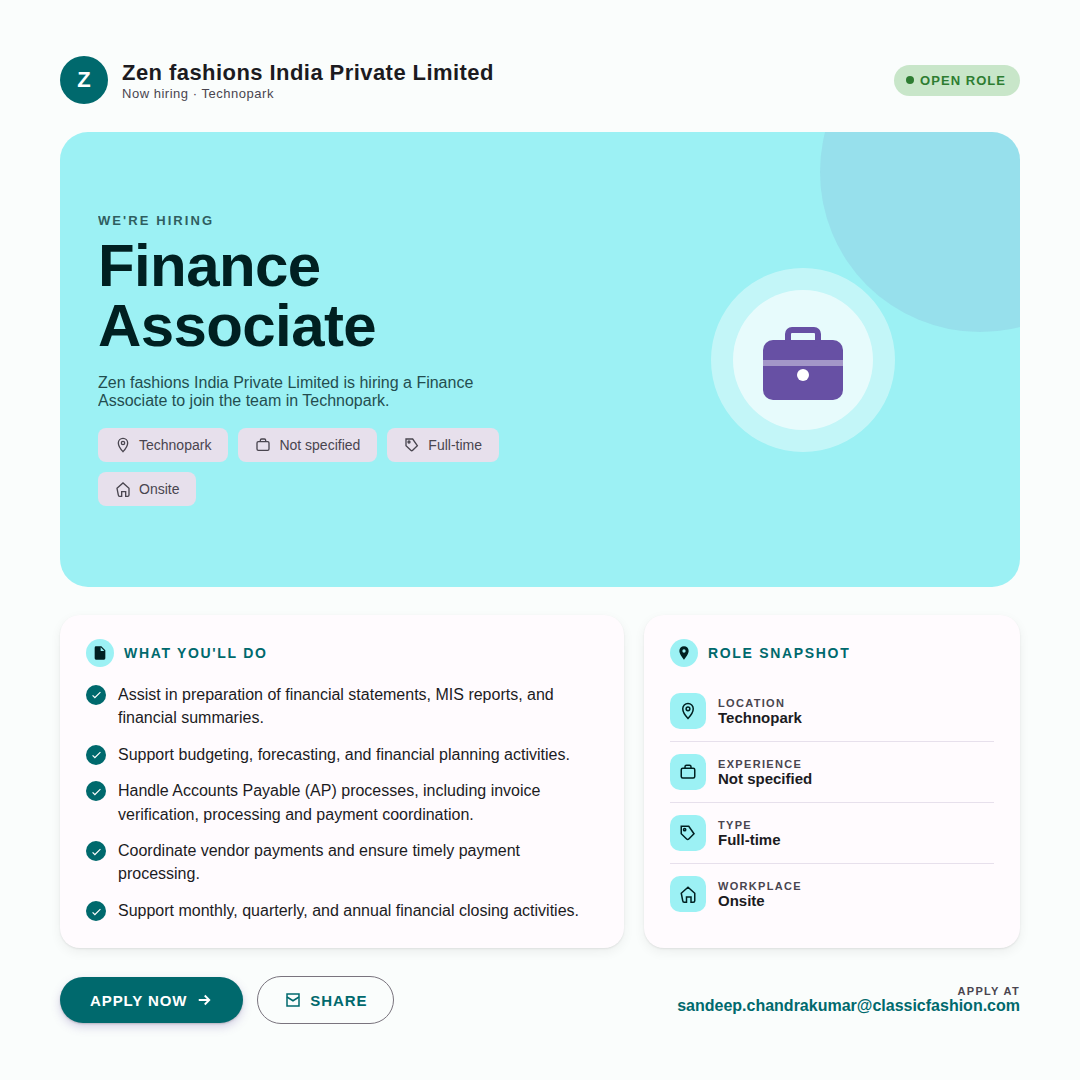 Z
Zen fashions India Private Limited
Now hiring · Technopark
OPEN ROLE
WE'RE HIRING
Finance
Associate
Zen fashions India Private Limited is hiring a Finance
Associate to join the team in Technopark.
Technopark
Not specified
Full-time
Onsite
WHAT YOU'LL DO
Assist in preparation of financial statements, MIS reports, and
financial summaries.
Support budgeting, forecasting, and financial planning activities.
Handle Accounts Payable (AP) processes, including invoice
verification, processing and payment coordination.
Coordinate vendor payments and ensure timely payment
processing.
Support monthly, quarterly, and annual financial closing activities.
ROLE SNAPSHOT
LOCATION
Technopark
EXPERIENCE
Not specified
TYPE
Full-time
WORKPLACE
Onsite
APPLY NOW
SHARE
APPLY AT
sandeep.chandrakumar@classicfashion.com